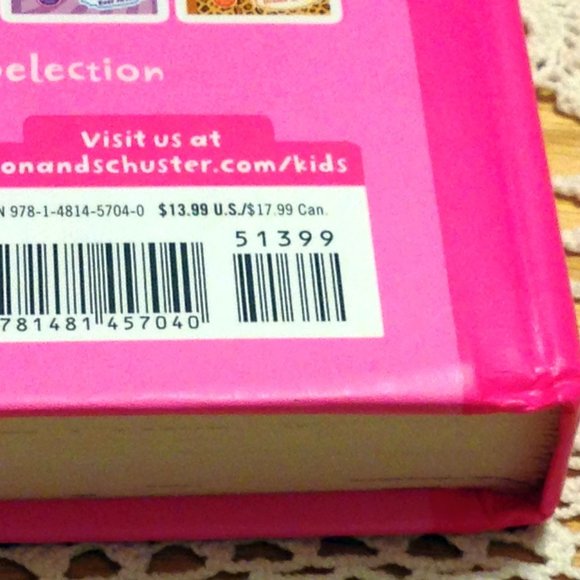 election
Visit us at
onandschuster.com/kids
N 978-1-4814-5704-0 $13.99 U.S./$17.99 Can.
51399
781481 457040